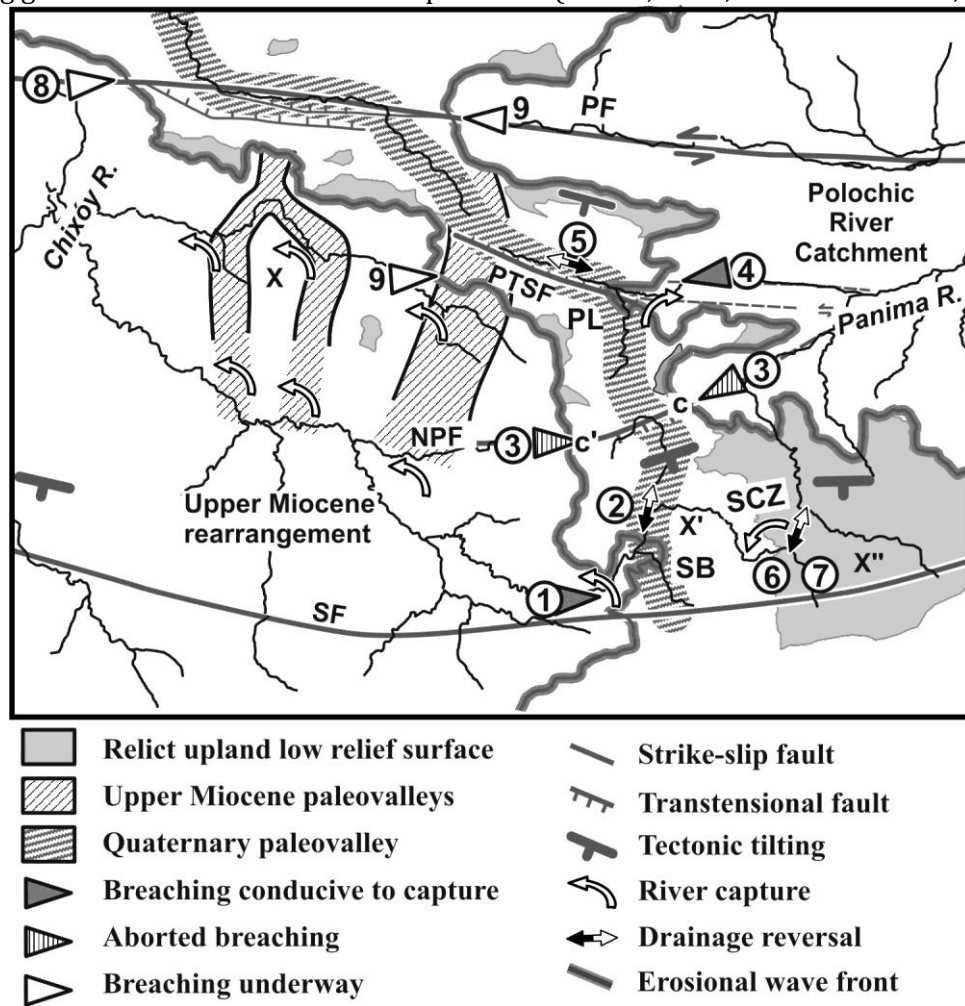 8
9
PF
Chixoy R.
Polochic
River
Catchment
5
4
9
X
PTSF
PL
Panima R.
3
c
NPF
3
c'
Upper Miocene
rearrangement
2
SCZ
X'
X"
SB
6
7
1
SF
Relict upland low relief surface
Upper Miocene paleovalleys
Quaternary paleovalley
Breaching conducive to capture
Aborted breaching
Breaching underway
Strike-slip fault
Transtensional fault
Tectonic tilting
River capture
Drainage reversal
Erosional wave front